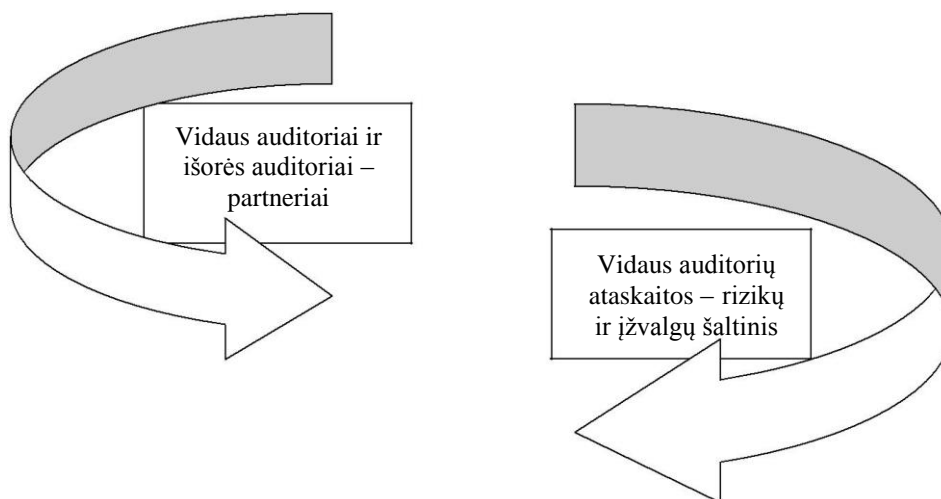 Vidaus auditoriai ir
išorės auditoriai –
partneriai
Vidaus auditorių
ataskaitos – rizikų
ir įžvalgų šaltinis